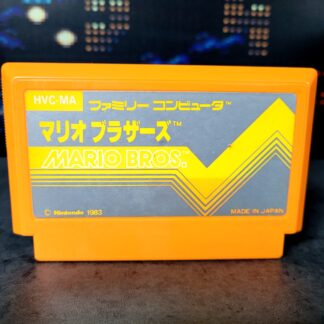 HVC MA ファミリー コンピュータ™
マリオ ブラザーズ™
MARIO BROS.
© Nintendo 1983 MADE IN JAPAN